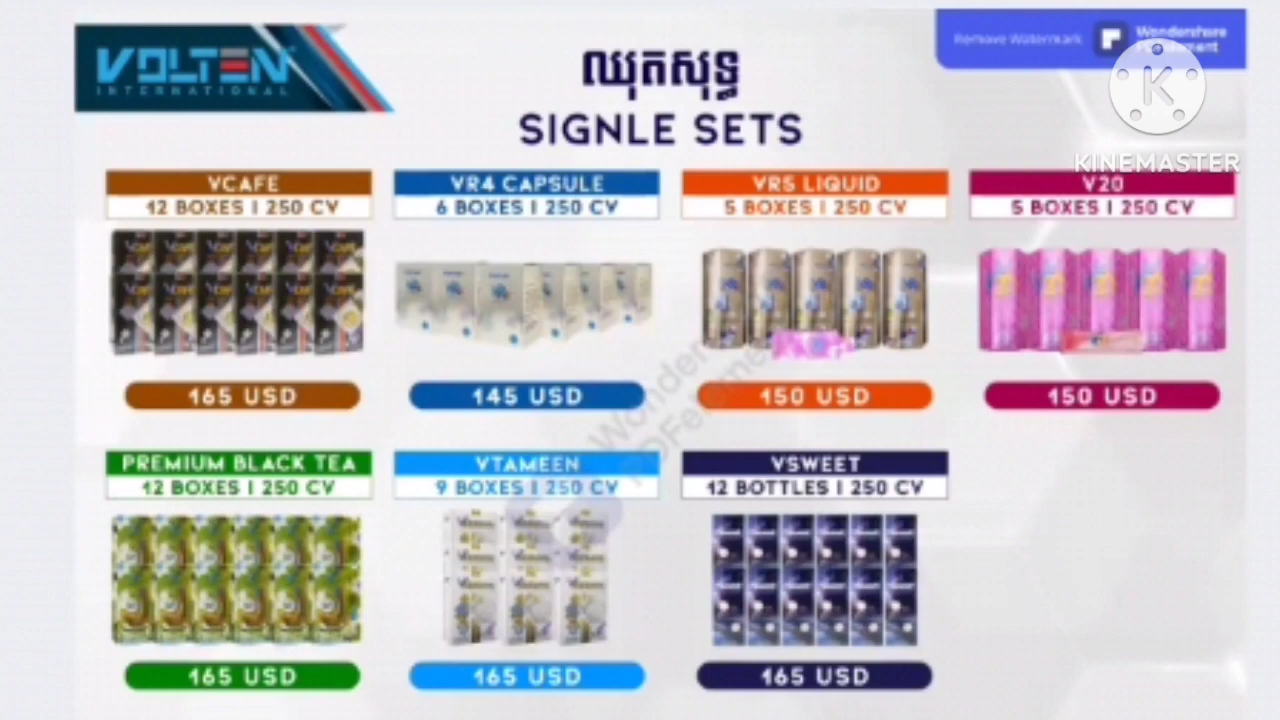 VOLTEN
INTERNATIONAL
Remove Watermark
Wondershare
K
KINEMASTER
ឈុតសុទ្ធ
SIGNLE SETS
VCAFE
12 BOXES | 250 CV
165 USD
VR4 CAPSULE
6 BOXES | 250 CV
145 USD
VR5 LIQUID
5 BOXES | 250 CV
150 USD
V20
5 BOXES | 250 CV
150 USD
PREMIUM BLACK TEA
12 BOXES | 250 CV
165 USD
VTAMEEN
9 BOXES | 250 CV
165 USD
VSWEET
12 BOTTLES | 250 CV
165 USD